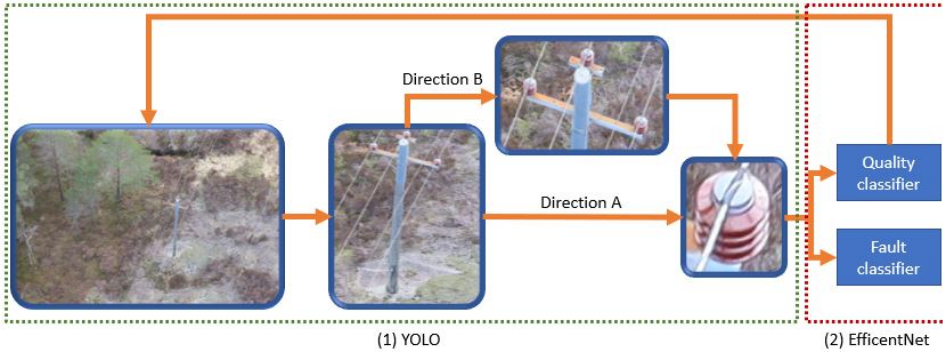 Direction B
Direction A
Quality
classifier
Fault
classifier
(1) YOLO
(2) EfficentNet